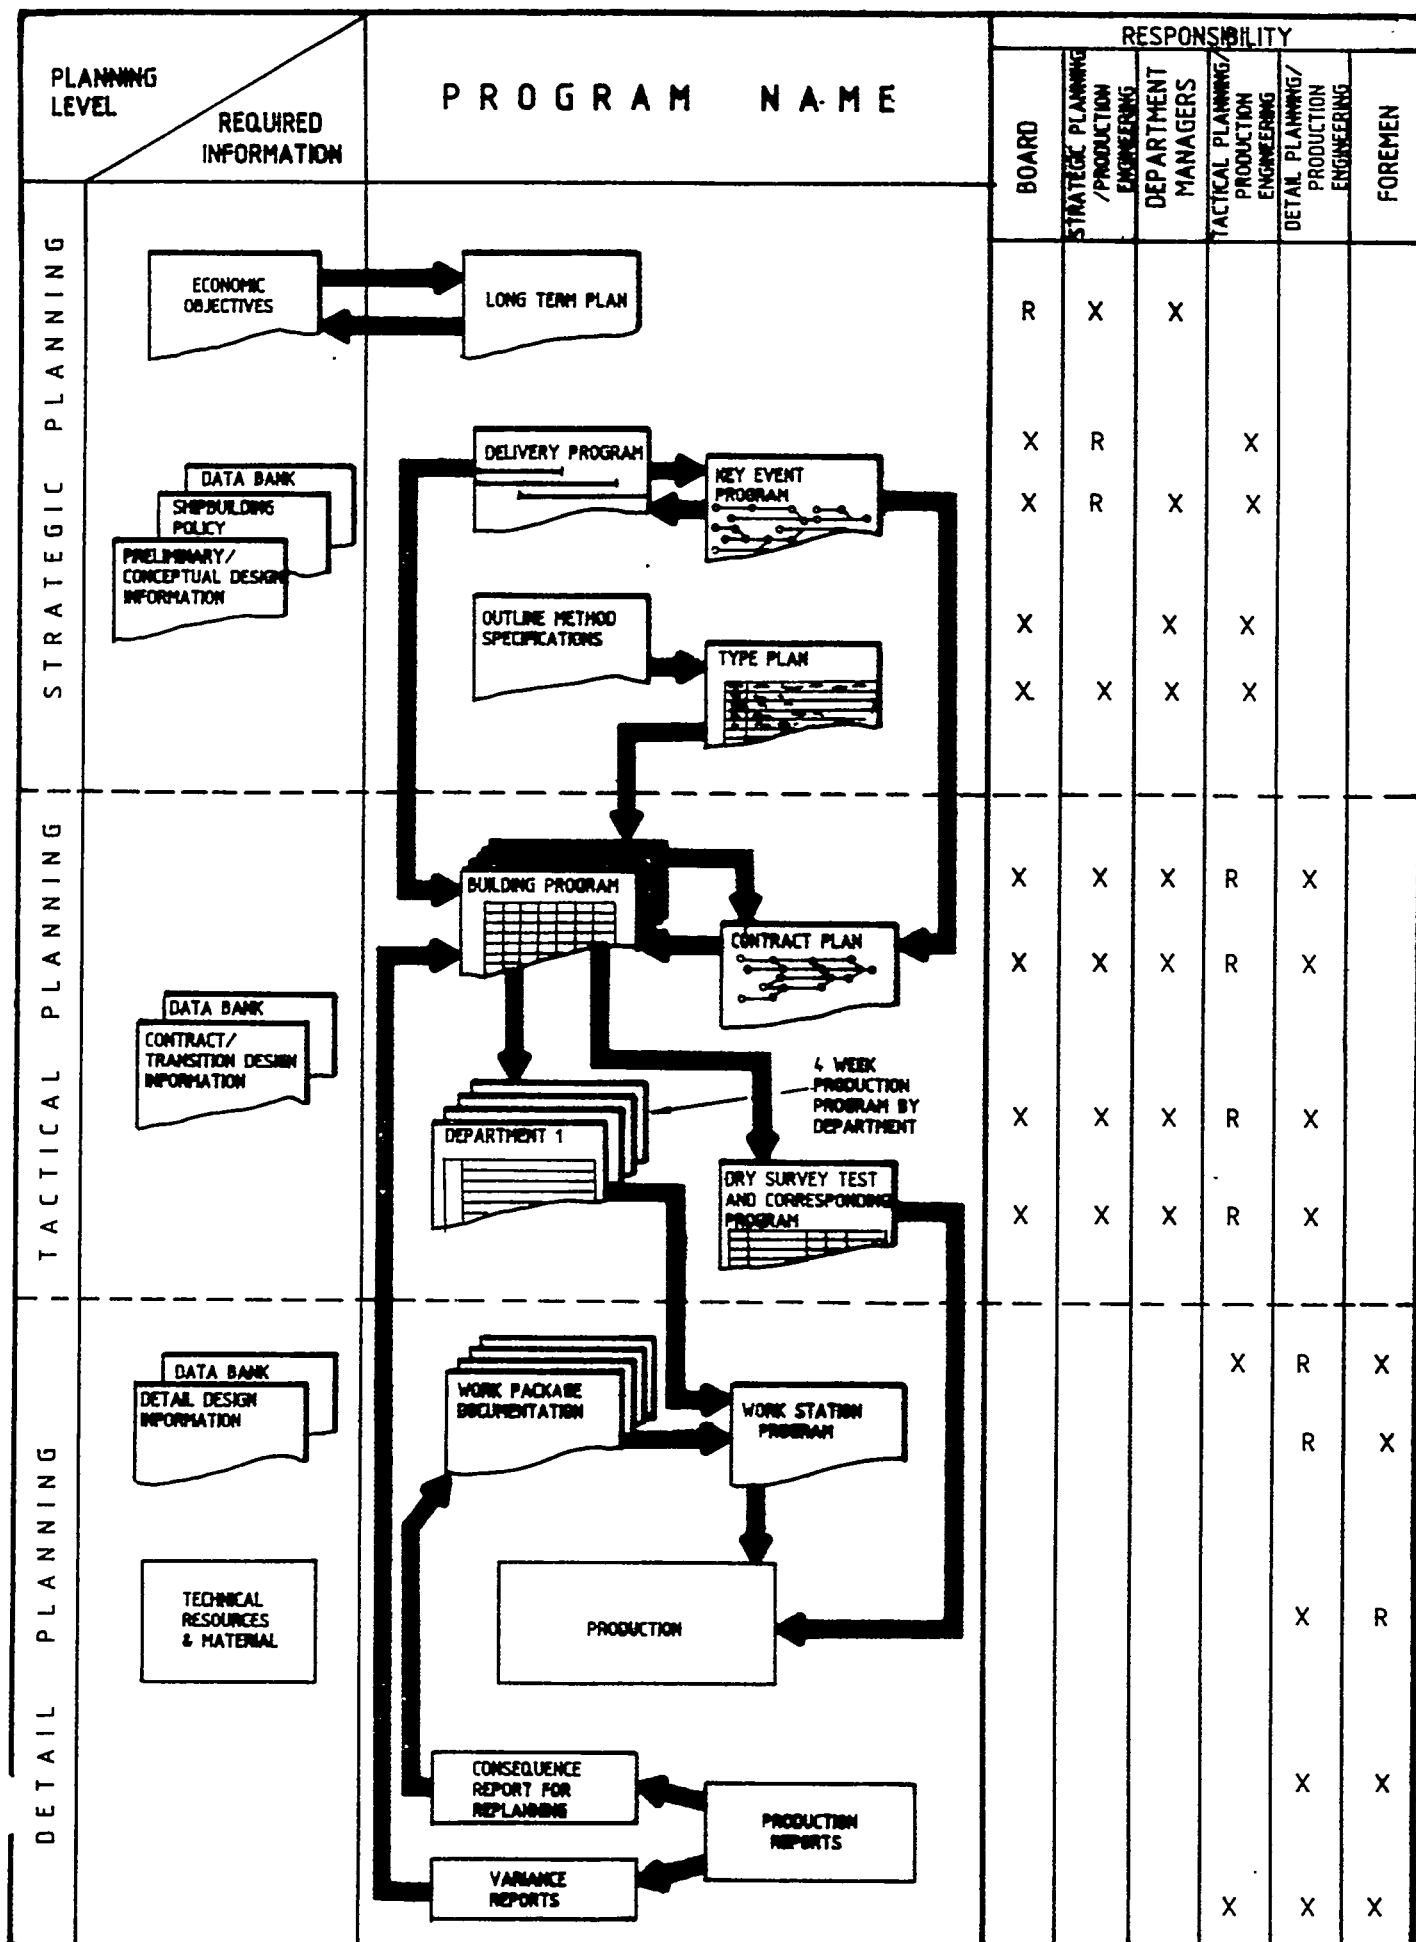 PLANNING
LEVEL
REQUIRED
INFORMATION
PROGRAM NAME
RESPONSIBILITY
BOARD
STRATEGIC PLANNING
/PRODUCTION
ENGINEERING
DEPARTMENT
MANAGERS
TACTICAL PLANNING/
PRODUCTION
ENGINEERING
DETAIL PLANNING/
PRODUCTION
ENGINEERING
FOREMEN
STRATEGIC PLANNING
ECONOMIC
OBJECTIVES
LONG TERM PLAN
R X X
DELIVERY PROGRAM
X R X
KEY EVENT
PROGRAM
X R X X
DATA BANK
SHIPBUILDING
POLICY
PRELIMINARY/
CONCEPTUAL DESIGN
INFORMATION
OUTLINE METHOD
SPECIFICATIONS
X X X
TYPE PLAN
X X X X
TACTICAL PLANNING
BUILDING PROGRAM
X X X R X
CONTRACT PLAN
X X X R X
DATA BANK
CONTRACT/
TRANSITION DESIGN
INFORMATION
4 WEEK
PRODUCTION
PROGRAM BY
DEPARTMENT
DEPARTMENT 1
X X X R X
DRY SURVEY TEST
AND CORRESPONDING
PROGRAM
X X X R X
DETAIL PLANNING
DATA BANK
DETAIL DESIGN
INFORMATION
WORK PACKAGE
DOCUMENTATION
X R X
WORK STATION
PROGRAM
R X
TECHNICAL
RESOURCES
& MATERIAL
PRODUCTION
X R
CONSEQUENCE
REPORT FOR
REPLANNING
X X
PRODUCTION
REPORTS
VARIANCE
REPORTS
X X X